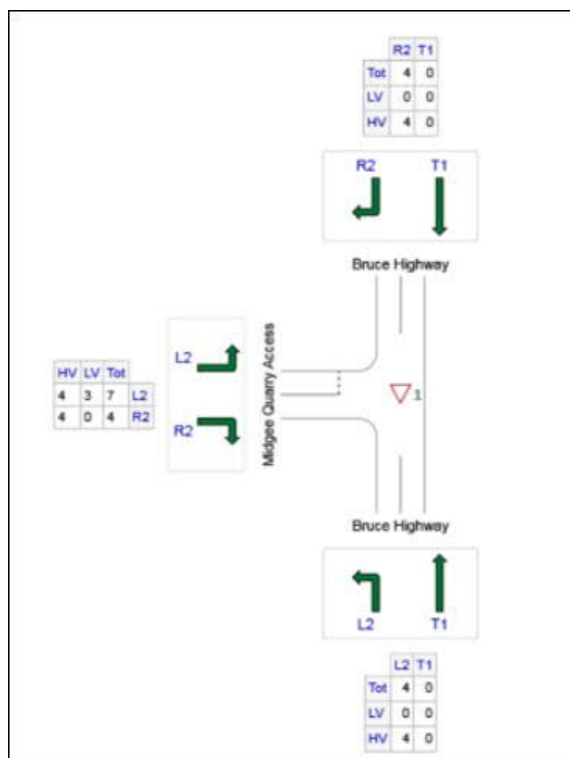 R2 T1
Tot 4 0
LV 0 0
HV 4 0
R2 T1
Bruce Highway
HV LV Tot
4 3 7 L2
4 0 4 R2
L2
R2
Midgee Quarry Access
1
Bruce Highway
L2 T1
L2 T1
Tot 4 0
LV 0 0
HV 4 0